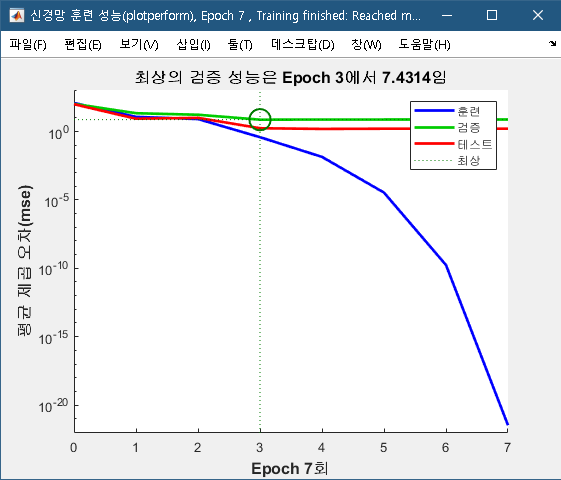 신경망 훈련 성능(plotperform), Epoch 7 , Training finished: Reached m...
파일(F) 편집(E) 보기(V) 삽입(I) 툴(T) 데스크탑(D) 창(W) 도움말(H)
최상의 검증 성능은 Epoch 3에서 7.4314임
평균 제곱 오차(mse)
10^0
10^-5
10^-10
10^-15
10^-20
훈련
검증
테스트
최상
0 1 2 3 4 5 6 7
Epoch 7회